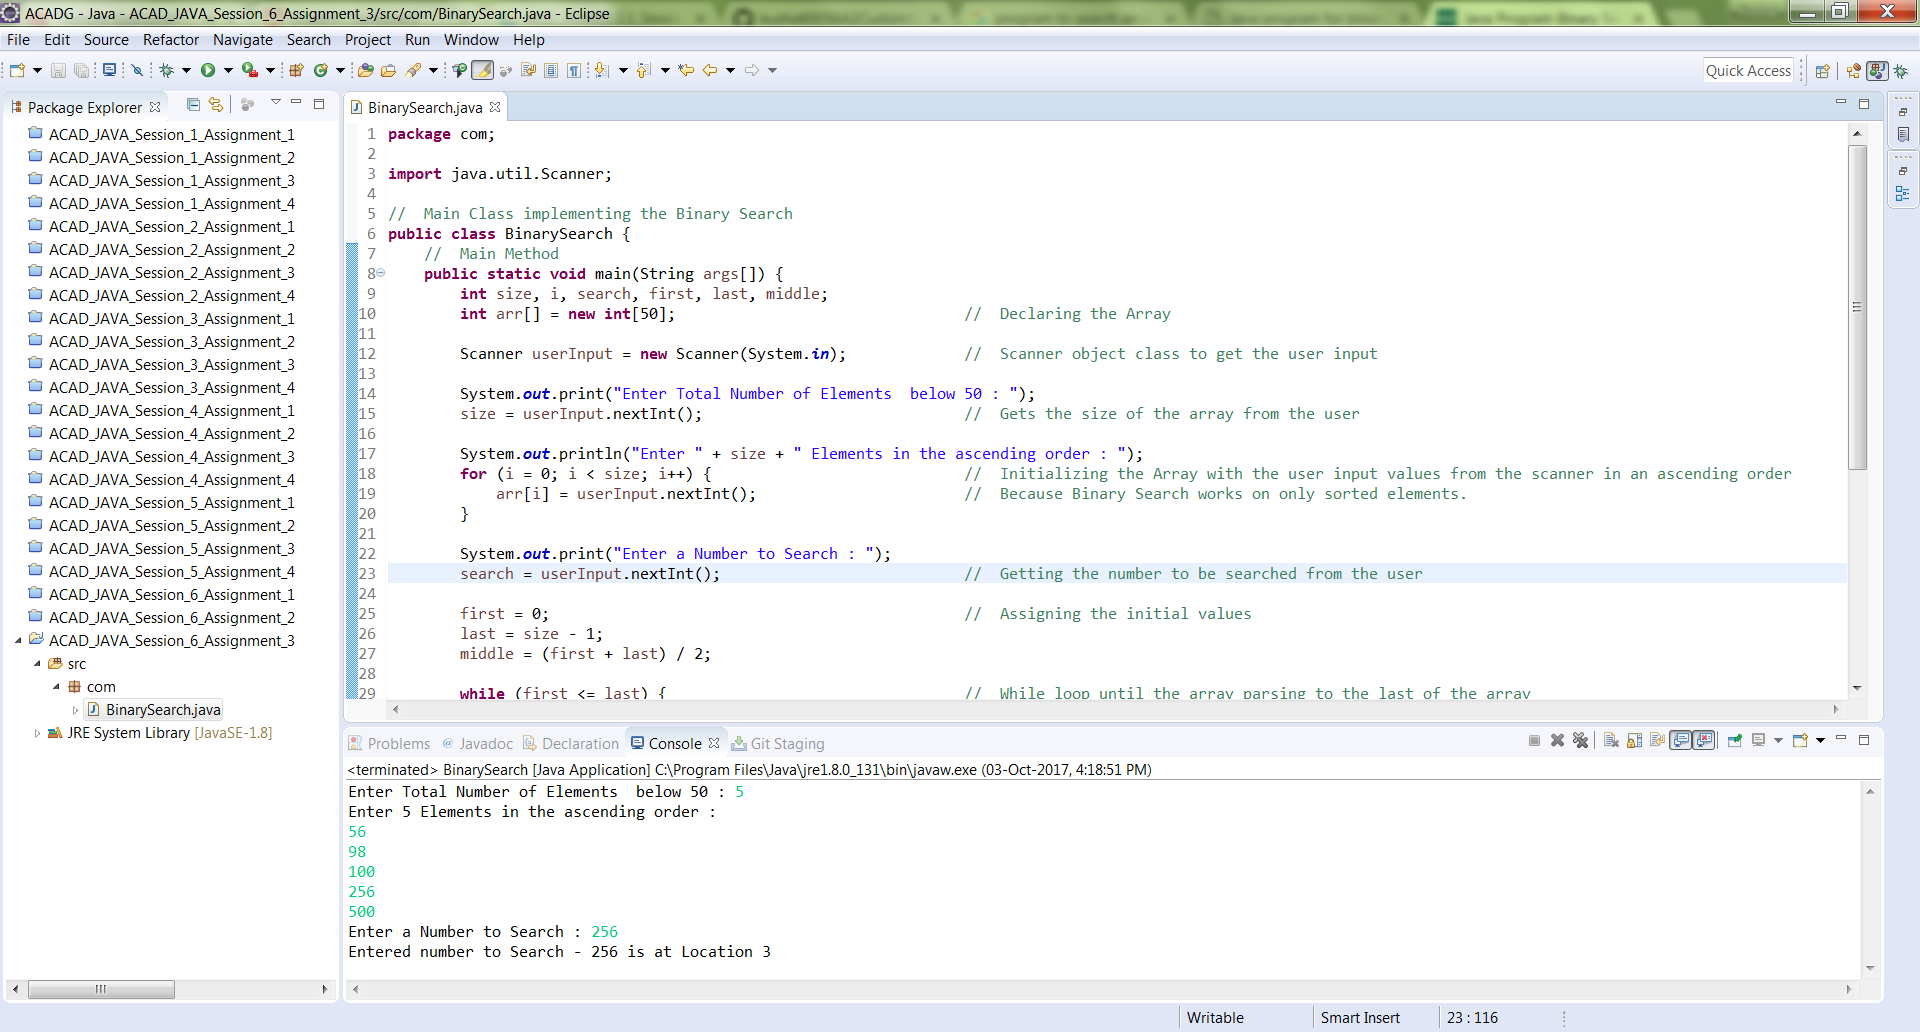 ACADG - Java - ACAD_JAVA_Session_6_Assignment_3/src/com/BinarySearch.java - Eclipse
File Edit Source Refactor Navigate Search Project Run Window Help
Quick Access
Package Explorer
ACAD_JAVA_Session_1_Assignment_1
ACAD_JAVA_Session_1_Assignment_2
ACAD_JAVA_Session_1_Assignment_3
ACAD_JAVA_Session_1_Assignment_4
ACAD_JAVA_Session_2_Assignment_1
ACAD_JAVA_Session_2_Assignment_2
ACAD_JAVA_Session_2_Assignment_3
ACAD_JAVA_Session_2_Assignment_4
ACAD_JAVA_Session_3_Assignment_1
ACAD_JAVA_Session_3_Assignment_2
ACAD_JAVA_Session_3_Assignment_3
ACAD_JAVA_Session_3_Assignment_4
ACAD_JAVA_Session_4_Assignment_1
ACAD_JAVA_Session_4_Assignment_2
ACAD_JAVA_Session_4_Assignment_3
ACAD_JAVA_Session_4_Assignment_4
ACAD_JAVA_Session_5_Assignment_1
ACAD_JAVA_Session_5_Assignment_2
ACAD_JAVA_Session_5_Assignment_3
ACAD_JAVA_Session_5_Assignment_4
ACAD_JAVA_Session_6_Assignment_1
ACAD_JAVA_Session_6_Assignment_2
ACAD_JAVA_Session_6_Assignment_3
src
com
BinarySearch.java
JRE System Library [JavaSE-1.8]
BinarySearch.java
1 package com;
2
3 import java.util.Scanner;
4
5 //  Main Class implementing the Binary Search
6 public class BinarySearch {
7     //  Main Method
8     public static void main(String args[]) {
9         int size, i, search, first, last, middle;
10         int arr[] = new int[50];                                //  Declaring the Array
11
12         Scanner userInput = new Scanner(System.in);             //  Scanner object class to get the user input
13
14         System.out.print("Enter Total Number of Elements  below 50 : ");
15         size = userInput.nextInt();                             //  Gets the size of the array from the user
16
17         System.out.println("Enter " + size + " Elements in the ascending order : ");
18         for (i = 0; i < size; i++) {                            //  Initializing the Array with the user input values from the scanner in an ascending order
19             arr[i] = userInput.nextInt();                       //  Because Binary Search works on only sorted elements.
20         }
21
22         System.out.print("Enter a Number to Search : ");
23         search = userInput.nextInt();                           //  Getting the number to be searched from the user
24
25         first = 0;                                              //  Assigning the initial values
26         last = size - 1;
27         middle = (first + last) / 2;
28
29         while (first <= last) {                                 //  While loop until the array parsing to the last of the array
Problems @ Javadoc Declaration Console Git Staging
<terminated> BinarySearch [Java Application] C:\Program Files\Java\jre1.8.0_131\bin\javaw.exe (03-Oct-2017, 4:18:51 PM)
Enter Total Number of Elements  below 50 : 5
Enter 5 Elements in the ascending order :
56
98
100
256
500
Enter a Number to Search : 256
Entered number to Search - 256 is at Location 3
Writable Smart Insert 23 : 116